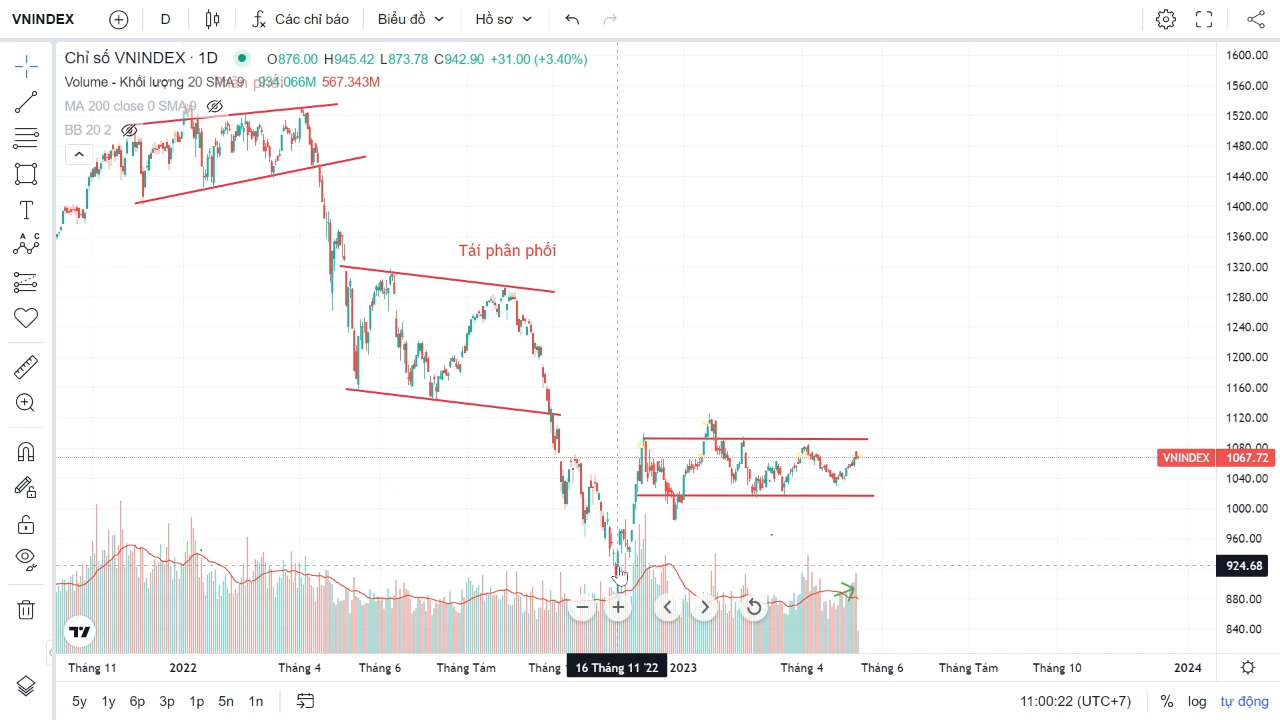 VNINDEX D Các chỉ báo Biểu đồ Hồ sơ
Chỉ số VNINDEX · 1D O876.00 H945.42 L873.78 C942.90 +31.00 (+3.40%)
Volume - Khối lượng 20 SMA 9 934.066M 567.343M
Phân phối
MA 200 close 0 SMA 9
BB 20 2
Tái phân phối
1600.00
1560.00
1520.00
1480.00
1440.00
1400.00
1360.00
1320.00
1280.00
1240.00
1200.00
1160.00
1120.00
1080.00
VNINDEX 1067.72
1040.00
1000.00
960.00
924.68
880.00
840.00
Tháng 11 2022 Tháng 4 Tháng 6 Tháng Tám 16 Tháng 11 '22 2023 Tháng 4 Tháng 6 Tháng Tám Tháng 10 2024
5y 1y 6p 3p 1p 5n 1n 11:00:22 (UTC+7) % log tự động